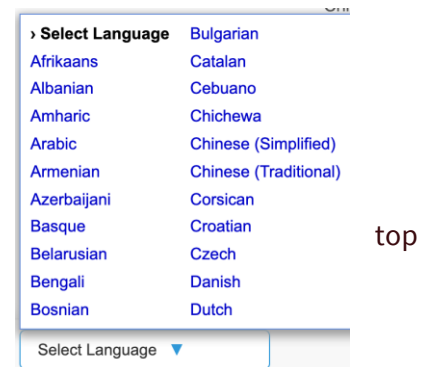 › Select Language
Afrikaans
Albanian
Amharic
Arabic
Armenian
Azerbaijani
Basque
Belarusian
Bengali
Bosnian
Bulgarian
Catalan
Cebuano
Chichewa
Chinese (Simplified)
Chinese (Traditional)
Corsican
Croatian
Czech
Danish
Dutch
top
Select Language ▼